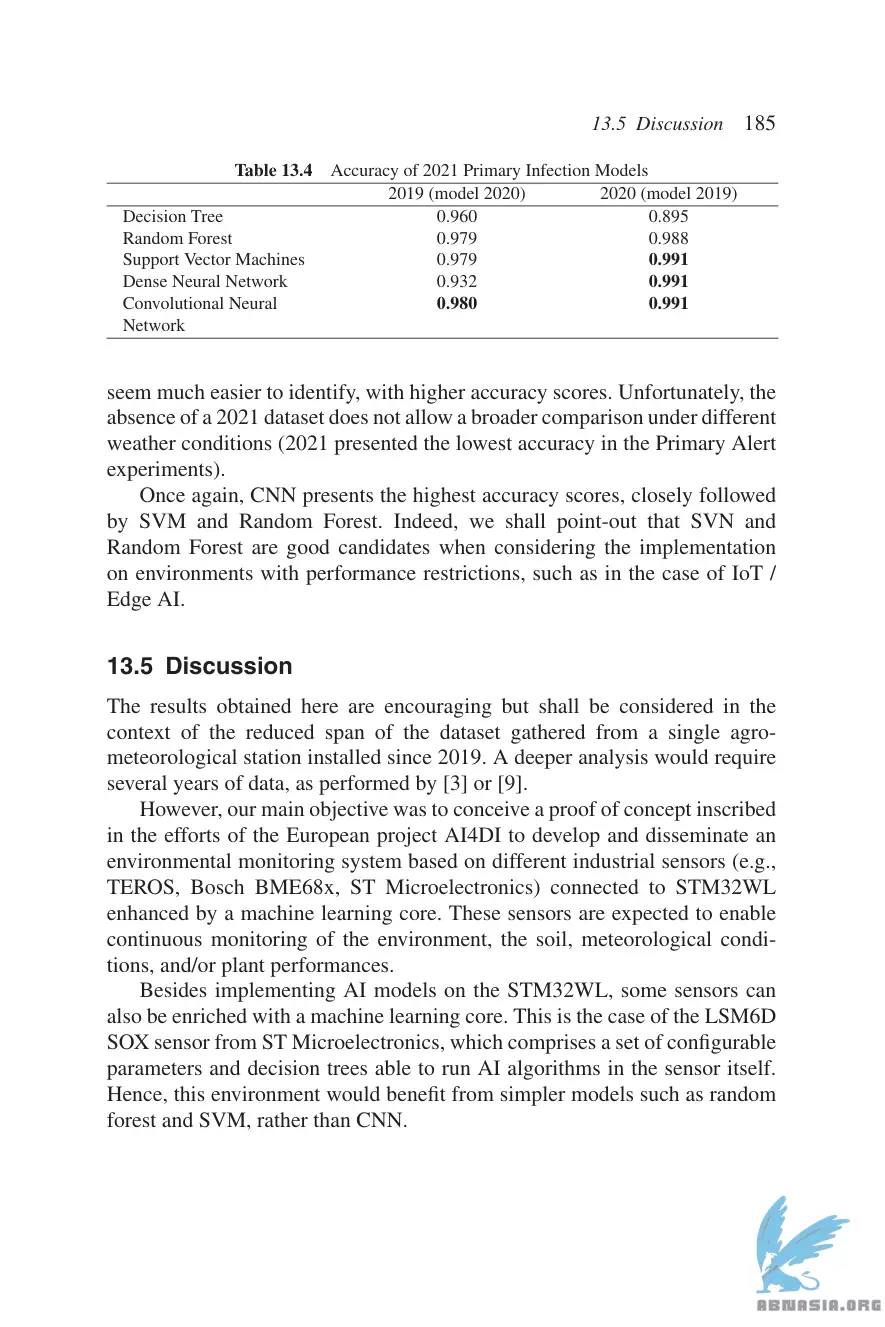 13.5 Discussion 185
Table 13.4 Accuracy of 2021 Primary Infection Models
2019 (model 2020) 2020 (model 2019)
Decision Tree 0.960 0.895
Random Forest 0.979 0.988
Support Vector Machines 0.979 0.991
Dense Neural Network 0.932 0.991
Convolutional Neural 0.980 0.991
Network
seem much easier to identify, with higher accuracy scores. Unfortunately, the
absence of a 2021 dataset does not allow a broader comparison under different
weather conditions (2021 presented the lowest accuracy in the Primary Alert
experiments).
Once again, CNN presents the highest accuracy scores, closely followed
by SVM and Random Forest. Indeed, we shall point-out that SVN and
Random Forest are good candidates when considering the implementation
on environments with performance restrictions, such as in the case of IoT /
Edge AI.
13.5 Discussion
The results obtained here are encouraging but shall be considered in the
context of the reduced span of the dataset gathered from a single agro-
meteorological station installed since 2019. A deeper analysis would require
several years of data, as performed by [3] or [9].
However, our main objective was to conceive a proof of concept inscribed
in the efforts of the European project AI4DI to develop and disseminate an
environmental monitoring system based on different industrial sensors (e.g.,
TEROS, Bosch BME68x, ST Microelectronics) connected to STM32WL
enhanced by a machine learning core. These sensors are expected to enable
continuous monitoring of the environment, the soil, meteorological condi-
tions, and/or plant performances.
Besides implementing AI models on the STM32WL, some sensors can
also be enriched with a machine learning core. This is the case of the LSM6D
SOX sensor from ST Microelectronics, which comprises a set of configurable
parameters and decision trees able to run AI algorithms in the sensor itself.
Hence, this environment would benefit from simpler models such as random
forest and SVM, rather than CNN.
ABNASIA.ORG